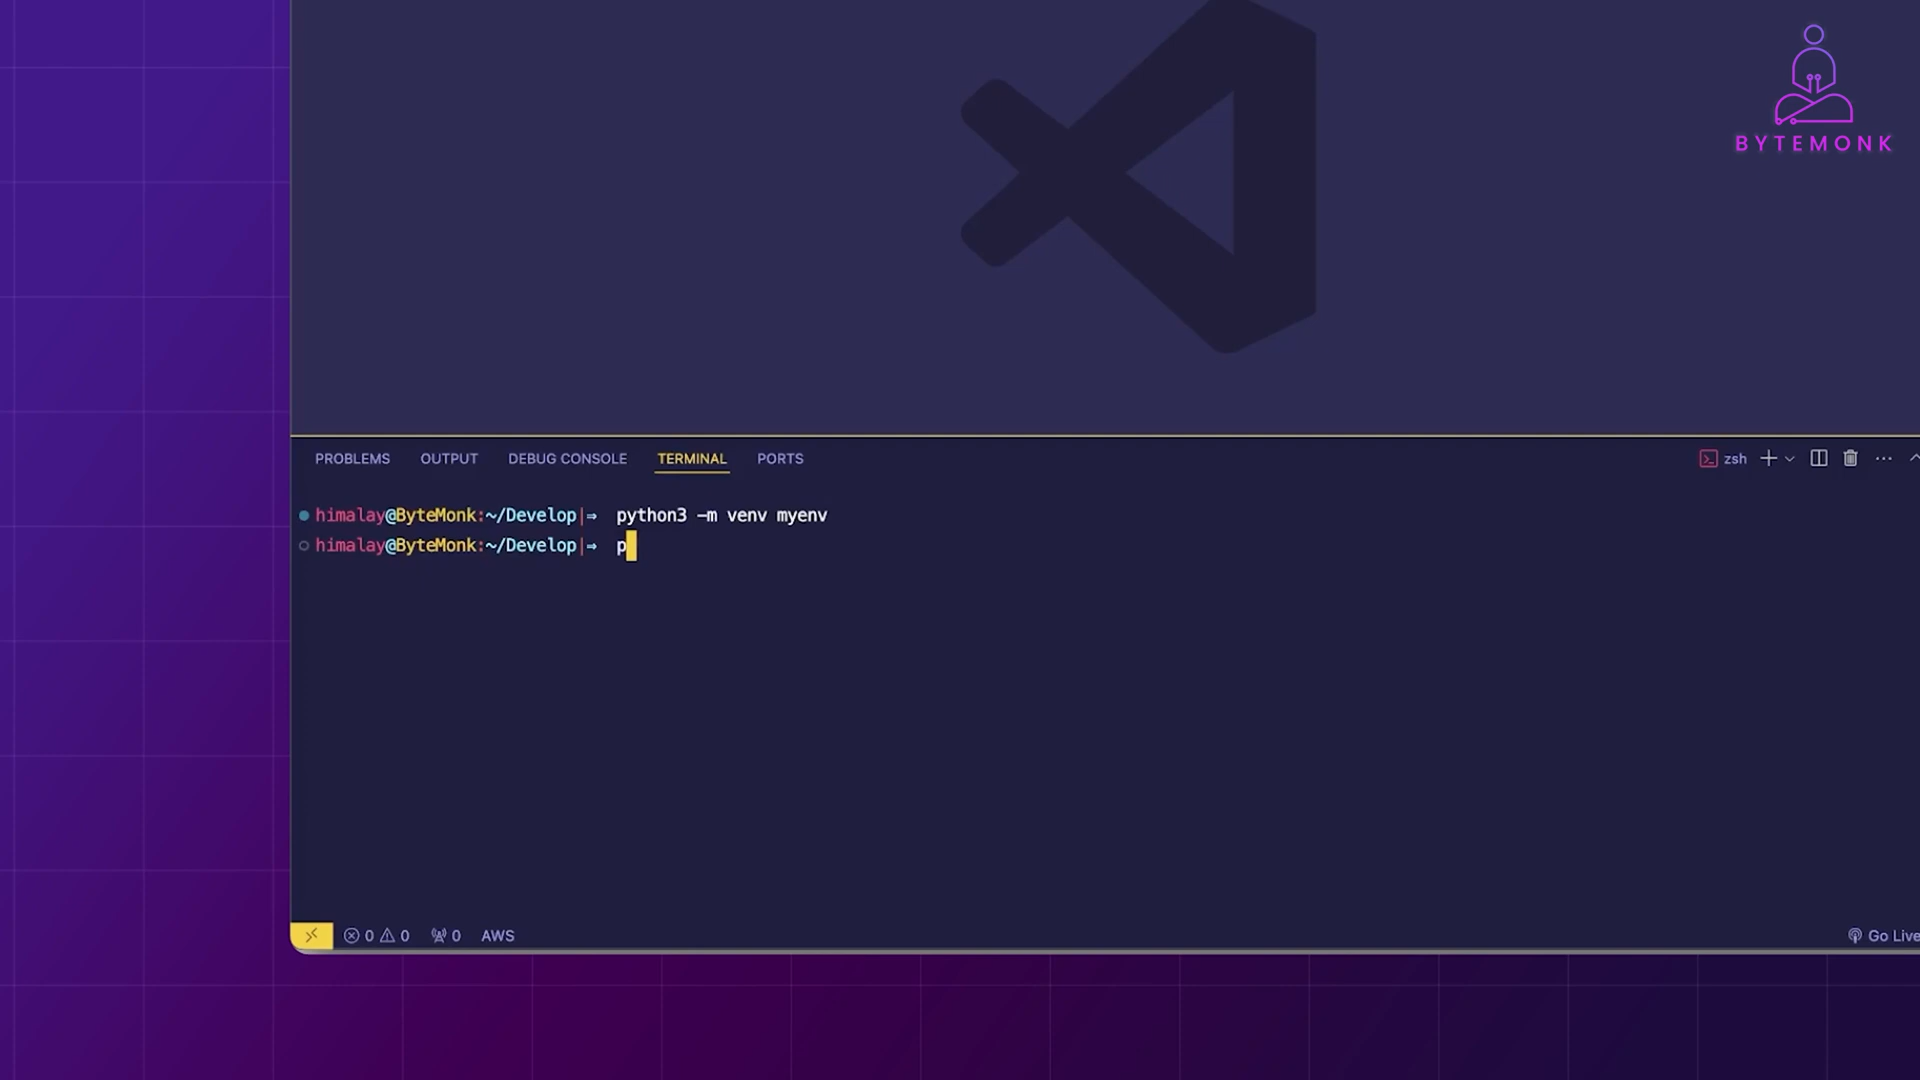 BYTEMONK
PROBLEMS OUTPUT DEBUG CONSOLE TERMINAL PORTS zsh
himalay@ByteMonk:~/Develop|⇒ python3 -m venv myenv
himalay@ByteMonk:~/Develop|⇒ p
0 0 0 AWS Go Live